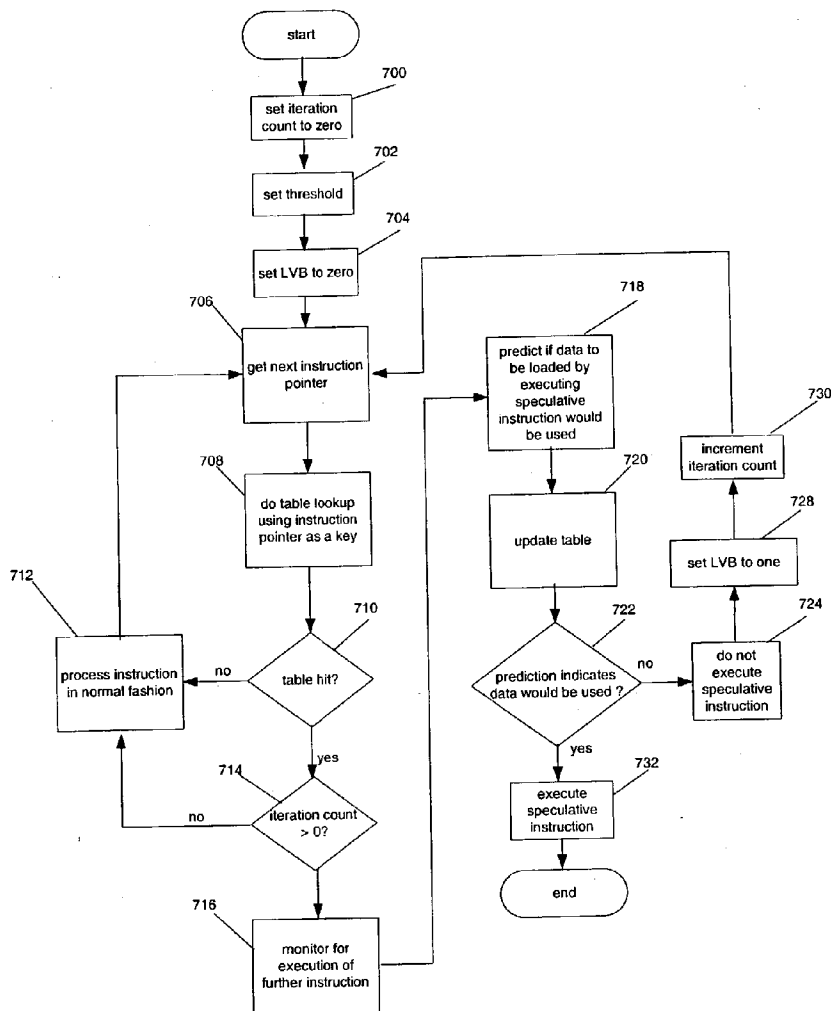 start
700
set iteration
count to zero
702
set threshold
704
set LVB to zero
706
get next instruction
pointer
708
do table lookup
using instruction
pointer as a key
710
table hit?
no
712
process instruction
in normal fashion
yes
714
iteration count
> 0?
no
716
monitor for
execution of
further instruction
718
predict if data to
be loaded by
executing
speculative
instruction would
be used
720
update table
722
prediction indicates
data would be used ?
no
724
do not
execute
speculative
instruction
728
set LVB to one
730
increment
iteration count
yes
732
execute
speculative
instruction
end